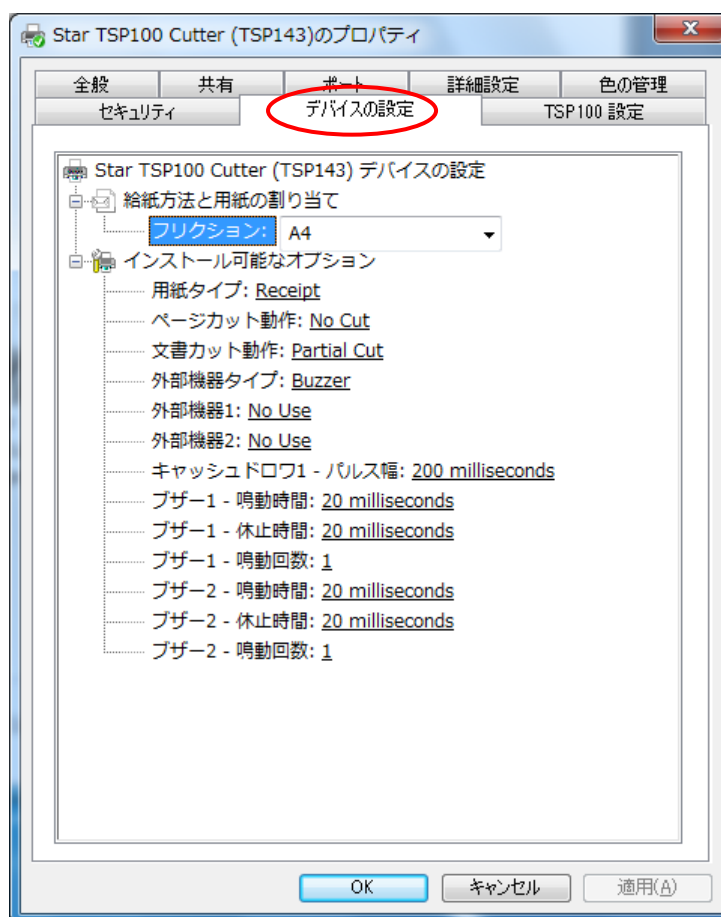 Star TSP100 Cutter (TSP143)のプロパティ
全般 共有 ポート 詳細設定 色の管理
セキュリティ デバイスの設定 TSP100 設定
Star TSP100 Cutter (TSP143) デバイスの設定
給紙方法と用紙の割り当て
フリクション: A4
インストール可能なオプション
用紙タイプ: Receipt
ページカット動作: No Cut
文書カット動作: Partial Cut
外部機器タイプ: Buzzer
外部機器1: No Use
外部機器2: No Use
キャッシュドロワ1 - パルス幅: 200 milliseconds
ブザー1 - 鳴動時間: 20 milliseconds
ブザー1 - 休止時間: 20 milliseconds
ブザー1 - 鳴動回数: 1
ブザー2 - 鳴動時間: 20 milliseconds
ブザー2 - 休止時間: 20 milliseconds
ブザー2 - 鳴動回数: 1
OK キャンセル 適用(A)